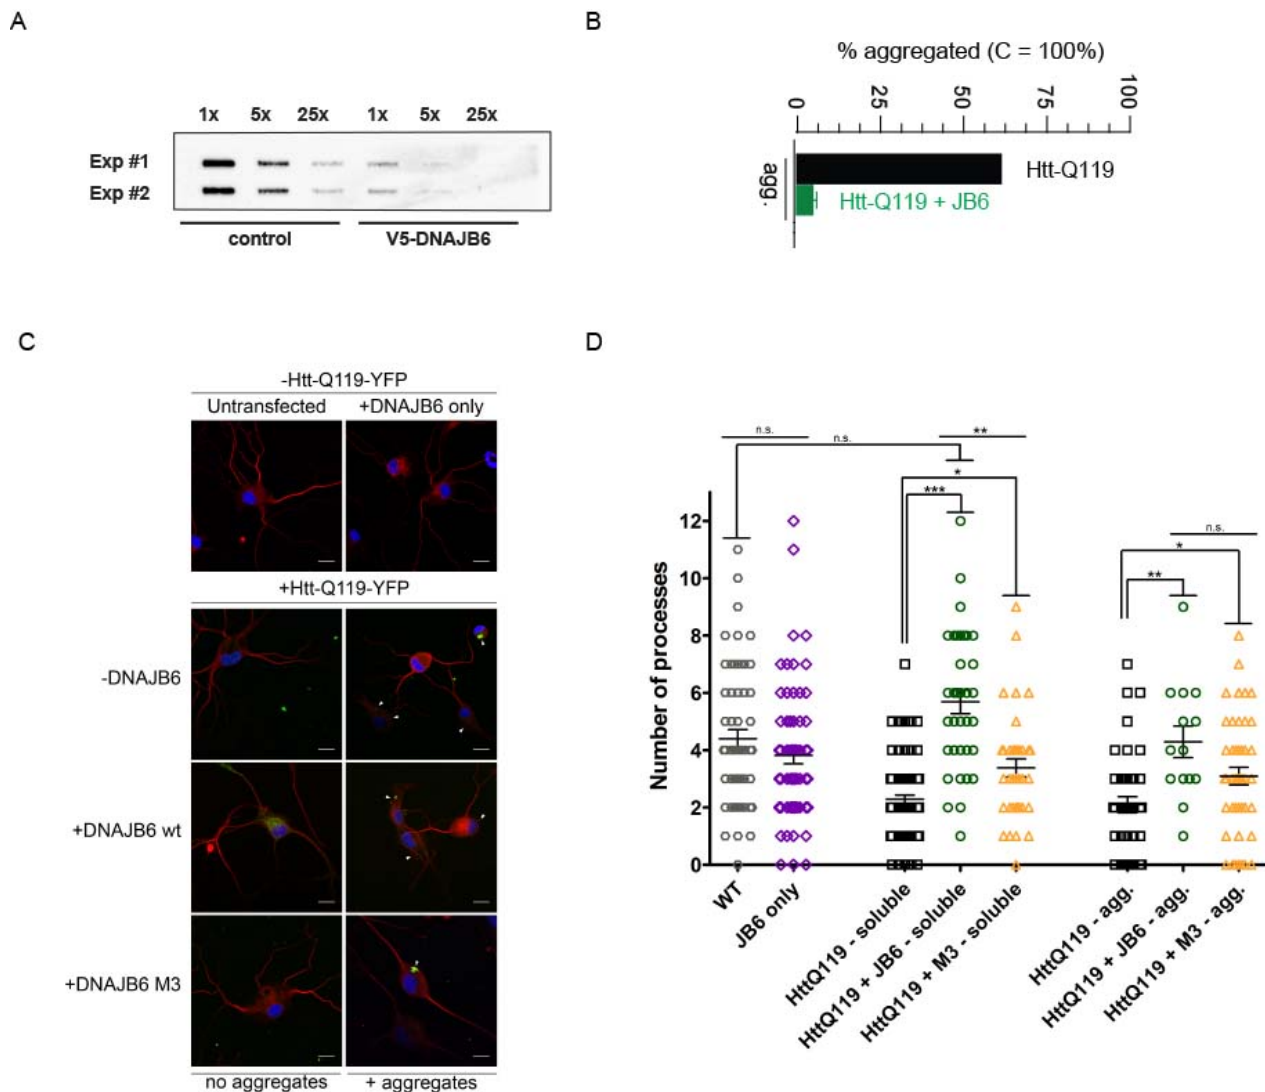 A
1x 5x 25x 1x 5x 25x
Exp #1
Exp #2
control V5-DNAJB6
B
% aggregated (C = 100%)
0 25 50 75 100
agg.
Htt-Q119
Htt-Q119 + JB6
C
-Htt-Q119-YFP
Untransfected +DNAJB6 only
+Htt-Q119-YFP
-DNAJB6
+DNAJB6 wt
+DNAJB6 M3
no aggregates + aggregates
D
n.s. n.s. **
*
***
n.s.
*
**
Number of processes
12
10
8
6
4
2
0
WT
JB6 only
HttQ119 - soluble
HttQ119 + JB6 - soluble
HttQ119 + M3 - soluble
HttQ119 - agg.
HttQ119 + JB6 - agg.
HttQ119 + M3 - agg.